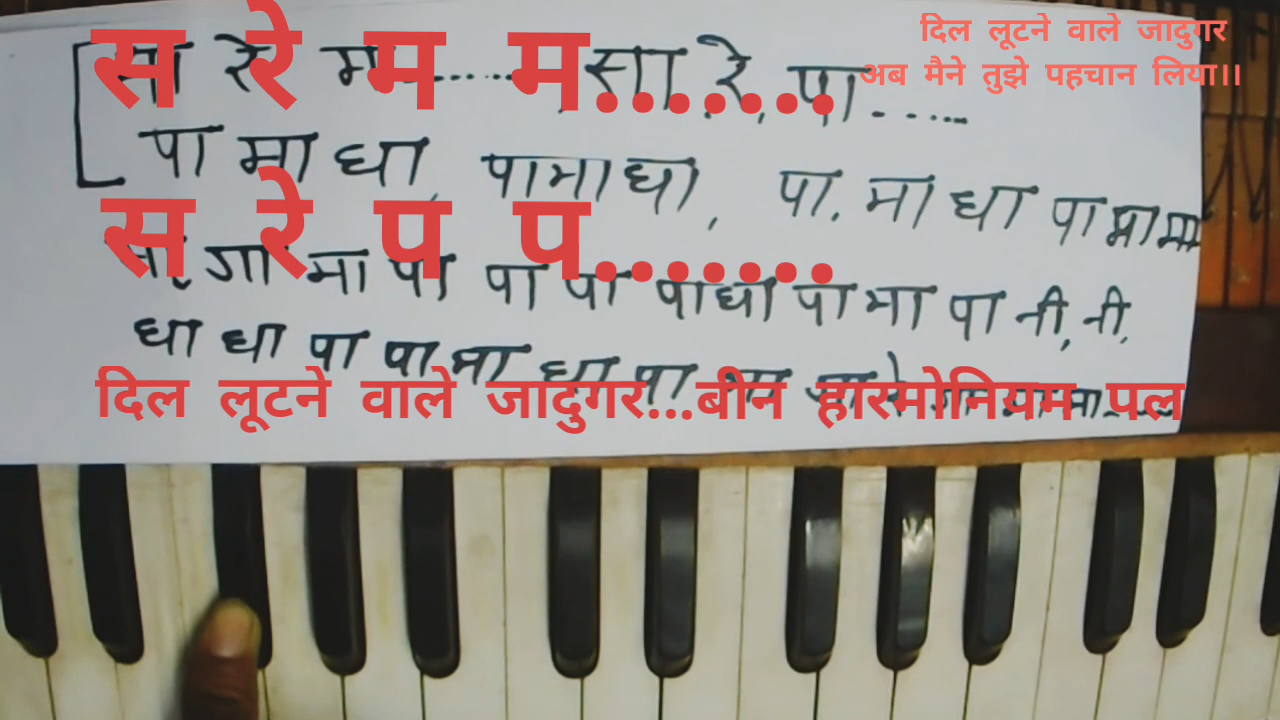 दिल लूटने वाले जादुगर
अब मैने तुझे पहचान लिया।।
स रे म म.......
सा रे म....... सा रे, पा.....
पा मा धा, पामाधा, पा. मा धा पा मा मा
स रे प प.......
सा, गा मा पा पा पा पाधा पा मा पा नी, नी,
धा धा पा पा, मा धा पा
दिल लूटने वाले जादुगर...बीन हारमोनियम पल